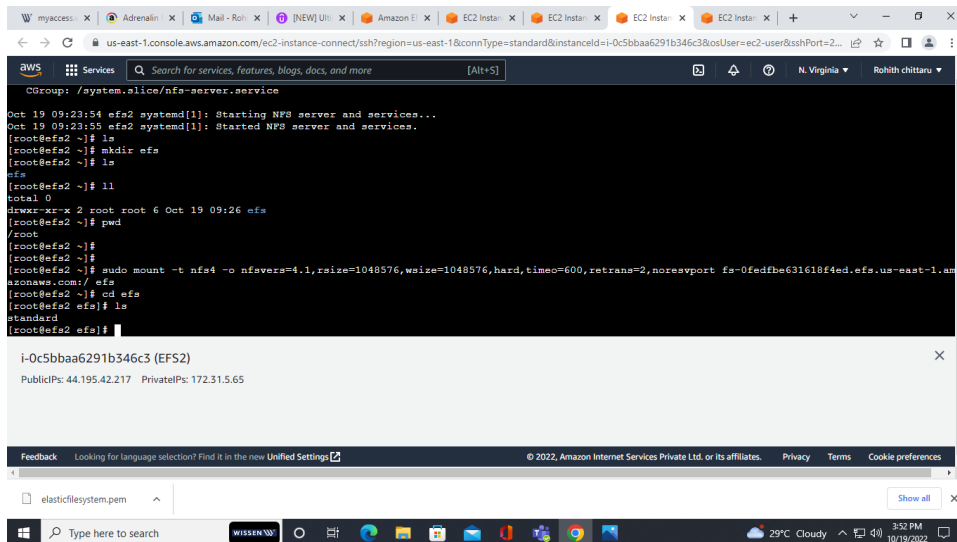 myaccess.
Adrenalin
Mail - Roh
[NEW] Ulti
Amazon E
EC2 Instan
EC2 Instan
EC2 Instan
EC2 Instan
us-east-1.console.aws.amazon.com/ec2-instance-connect/ssh?region=us-east-1&connType=standard&instanceId=i-0c5bbaa6291b346c3&osUser=ec2-user&sshPort=2...
aws Services Search for services, features, blogs, docs, and more [Alt+S] N. Virginia Rohith chittaru
CGroup: /system.slice/nfs-server.service
Oct 19 09:23:54 efs2 systemd[1]: Starting NFS server and services...
Oct 19 09:23:55 efs2 systemd[1]: Started NFS server and services.
[root@efs2 ~]# ls
[root@efs2 ~]# mkdir efs
[root@efs2 ~]# ls
efs
[root@efs2 ~]# ll
total 0
drwxr-xr-x 2 root root 6 Oct 19 09:26 efs
[root@efs2 ~]# pwd
/root
[root@efs2 ~]#
[root@efs2 ~]#
[root@efs2 ~]# sudo mount -t nfs4 -o nfsvers=4.1,rsize=1048576,wsize=1048576,hard,timeo=600,retrans=2,noresvport fs-0fedfbe631618f4ed.efs.us-east-1.am
azonaws.com:/ efs
[root@efs2 ~]# cd efs
[root@efs2 efs]# ls
standard
[root@efs2 efs]#
i-0c5bbaa6291b346c3 (EFS2)
PublicIPs: 44.195.42.217 PrivateIPs: 172.31.5.65
Feedback Looking for language selection? Find it in the new Unified Settings © 2022, Amazon Internet Services Private Ltd. or its affiliates. Privacy Terms Cookie preferences
elasticfilesystem.pem Show all
Type here to search WISSEN 29°C Cloudy 3:52 PM
10/19/2022